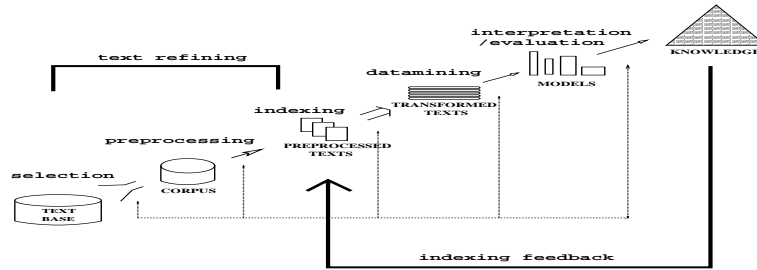 interpretation
/evaluation
KNOWLEDGE
text refining
datamining
MODELS
indexing
TRANSFORMED
TEXTS
preprocessing
PREPROCESSED
TEXTS
selection
CORPUS
TEXT
BASE
indexing feedback